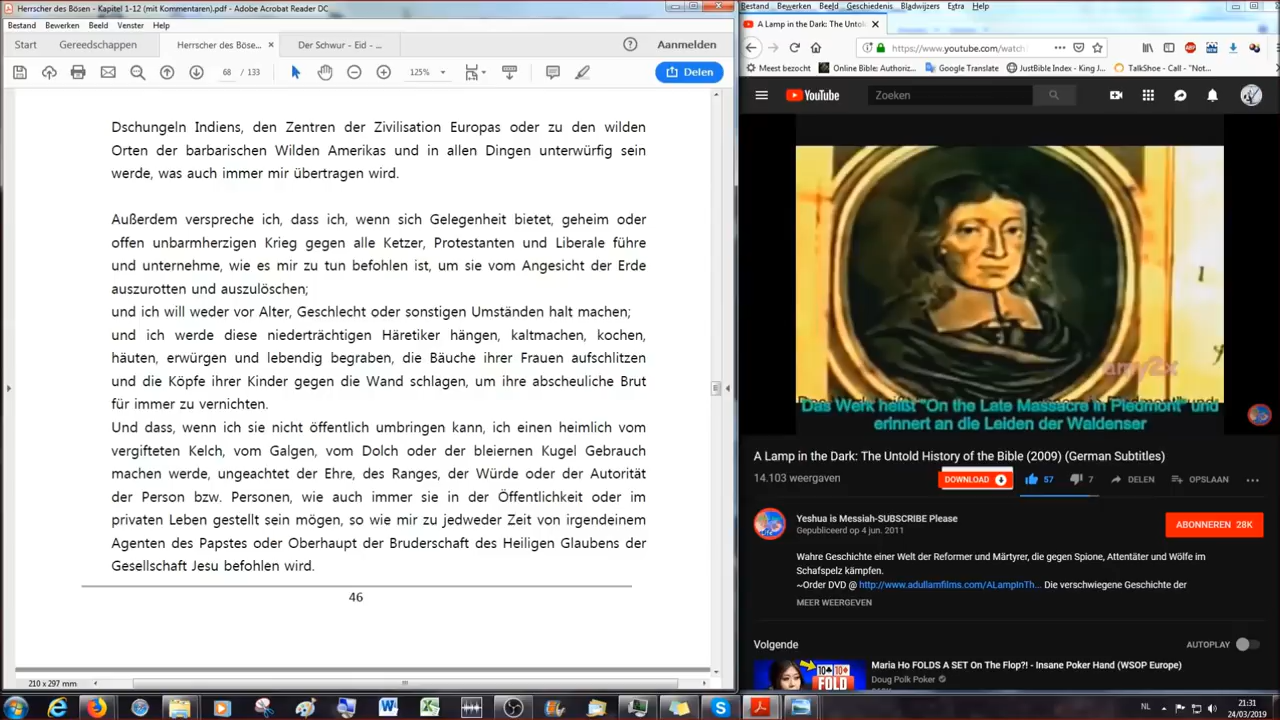 Herrscher des Bösen - Kapitel 1-12 (mit Kommentaren).pdf - Adobe Acrobat Reader DC
Bestand Bewerken Beeld Venster Help
Start Gereedschappen Herrscher des Böse... × Der Schwur - Eid - ... Aanmelden
68 / 133 125% Delen
Dschungeln Indiens, den Zentren der Zivilisation Europas oder zu den wilden
Orten der barbarischen Wilden Amerikas und in allen Dingen unterwürfig sein
werde, was auch immer mir übertragen wird.
Außerdem verspreche ich, dass ich, wenn sich Gelegenheit bietet, geheim oder
offen unbarmherzigen Krieg gegen alle Ketzer, Protestanten und Liberale führe
und unternehme, wie es mir zu tun befohlen ist, um sie vom Angesicht der Erde
auszurotten und auszulöschen;
und ich will weder vor Alter, Geschlecht oder sonstigen Umständen halt machen;
und ich werde diese niederträchtigen Häretiker hängen, kaltmachen, kochen,
häuten, erwürgen und lebendig begraben, die Bäuche ihrer Frauen aufschlitzen
und die Köpfe ihrer Kinder gegen die Wand schlagen, um ihre abscheuliche Brut
für immer zu vernichten.
Und dass, wenn ich sie nicht öffentlich umbringen kann, ich einen heimlich vom
vergifteten Kelch, vom Galgen, vom Dolch oder der bleiernen Kugel Gebrauch
machen werde, ungeachtet der Ehre, des Ranges, der Würde oder der Autorität
der Person bzw. Personen, wie auch immer sie in der Öffentlichkeit oder im
privaten Leben gestellt sein mögen, so wie mir zu jedweder Zeit von irgendeinem
Agenten des Papstes oder Oberhaupt der Bruderschaft des Heiligen Glaubens der
Gesellschaft Jesu befohlen wird.
46
210 x 297 mm
Bestand Bewerken Beeld Geschiedenis Bladwijzers Extra Help
A Lamp in the Dark: The Untol
https://www.youtube.com/watch
Meest bezocht Online Bible: Authoriz... Google Translate JustBible Index - King J... TalkShoe - Call - "Not...
YouTube Zoeken
amy2x
Das Werk heißt "On the Late Massacre in Piedmont" und
erinnert an die Leiden der Waldenser
A Lamp in the Dark: The Untold History of the Bible (2009) (German Subtitles)
14.103 weergaven DOWNLOAD 57 7 DELEN OPSLAAN
Yeshua is Messiah-SUBSCRIBE Please
Gepubliceerd op 4 jun. 2011
ABONNEREN 28K
Wahre Geschichte einer Welt der Reformer und Märtyrer, die gegen Spione, Attentäter und Wölfe im
Schafspelz kämpfen.
~Order DVD @ http://www.adullamfilms.com/ALampInTh... Die verschwiegene Geschichte der
MEER WEERGEVEN
Volgende AUTOPLAY
Maria Ho FOLDS A SET On The Flop?! - Insane Poker Hand (WSOP Europe)
Doug Polk Poker
FOLD
NL 21:31
24/03/2019